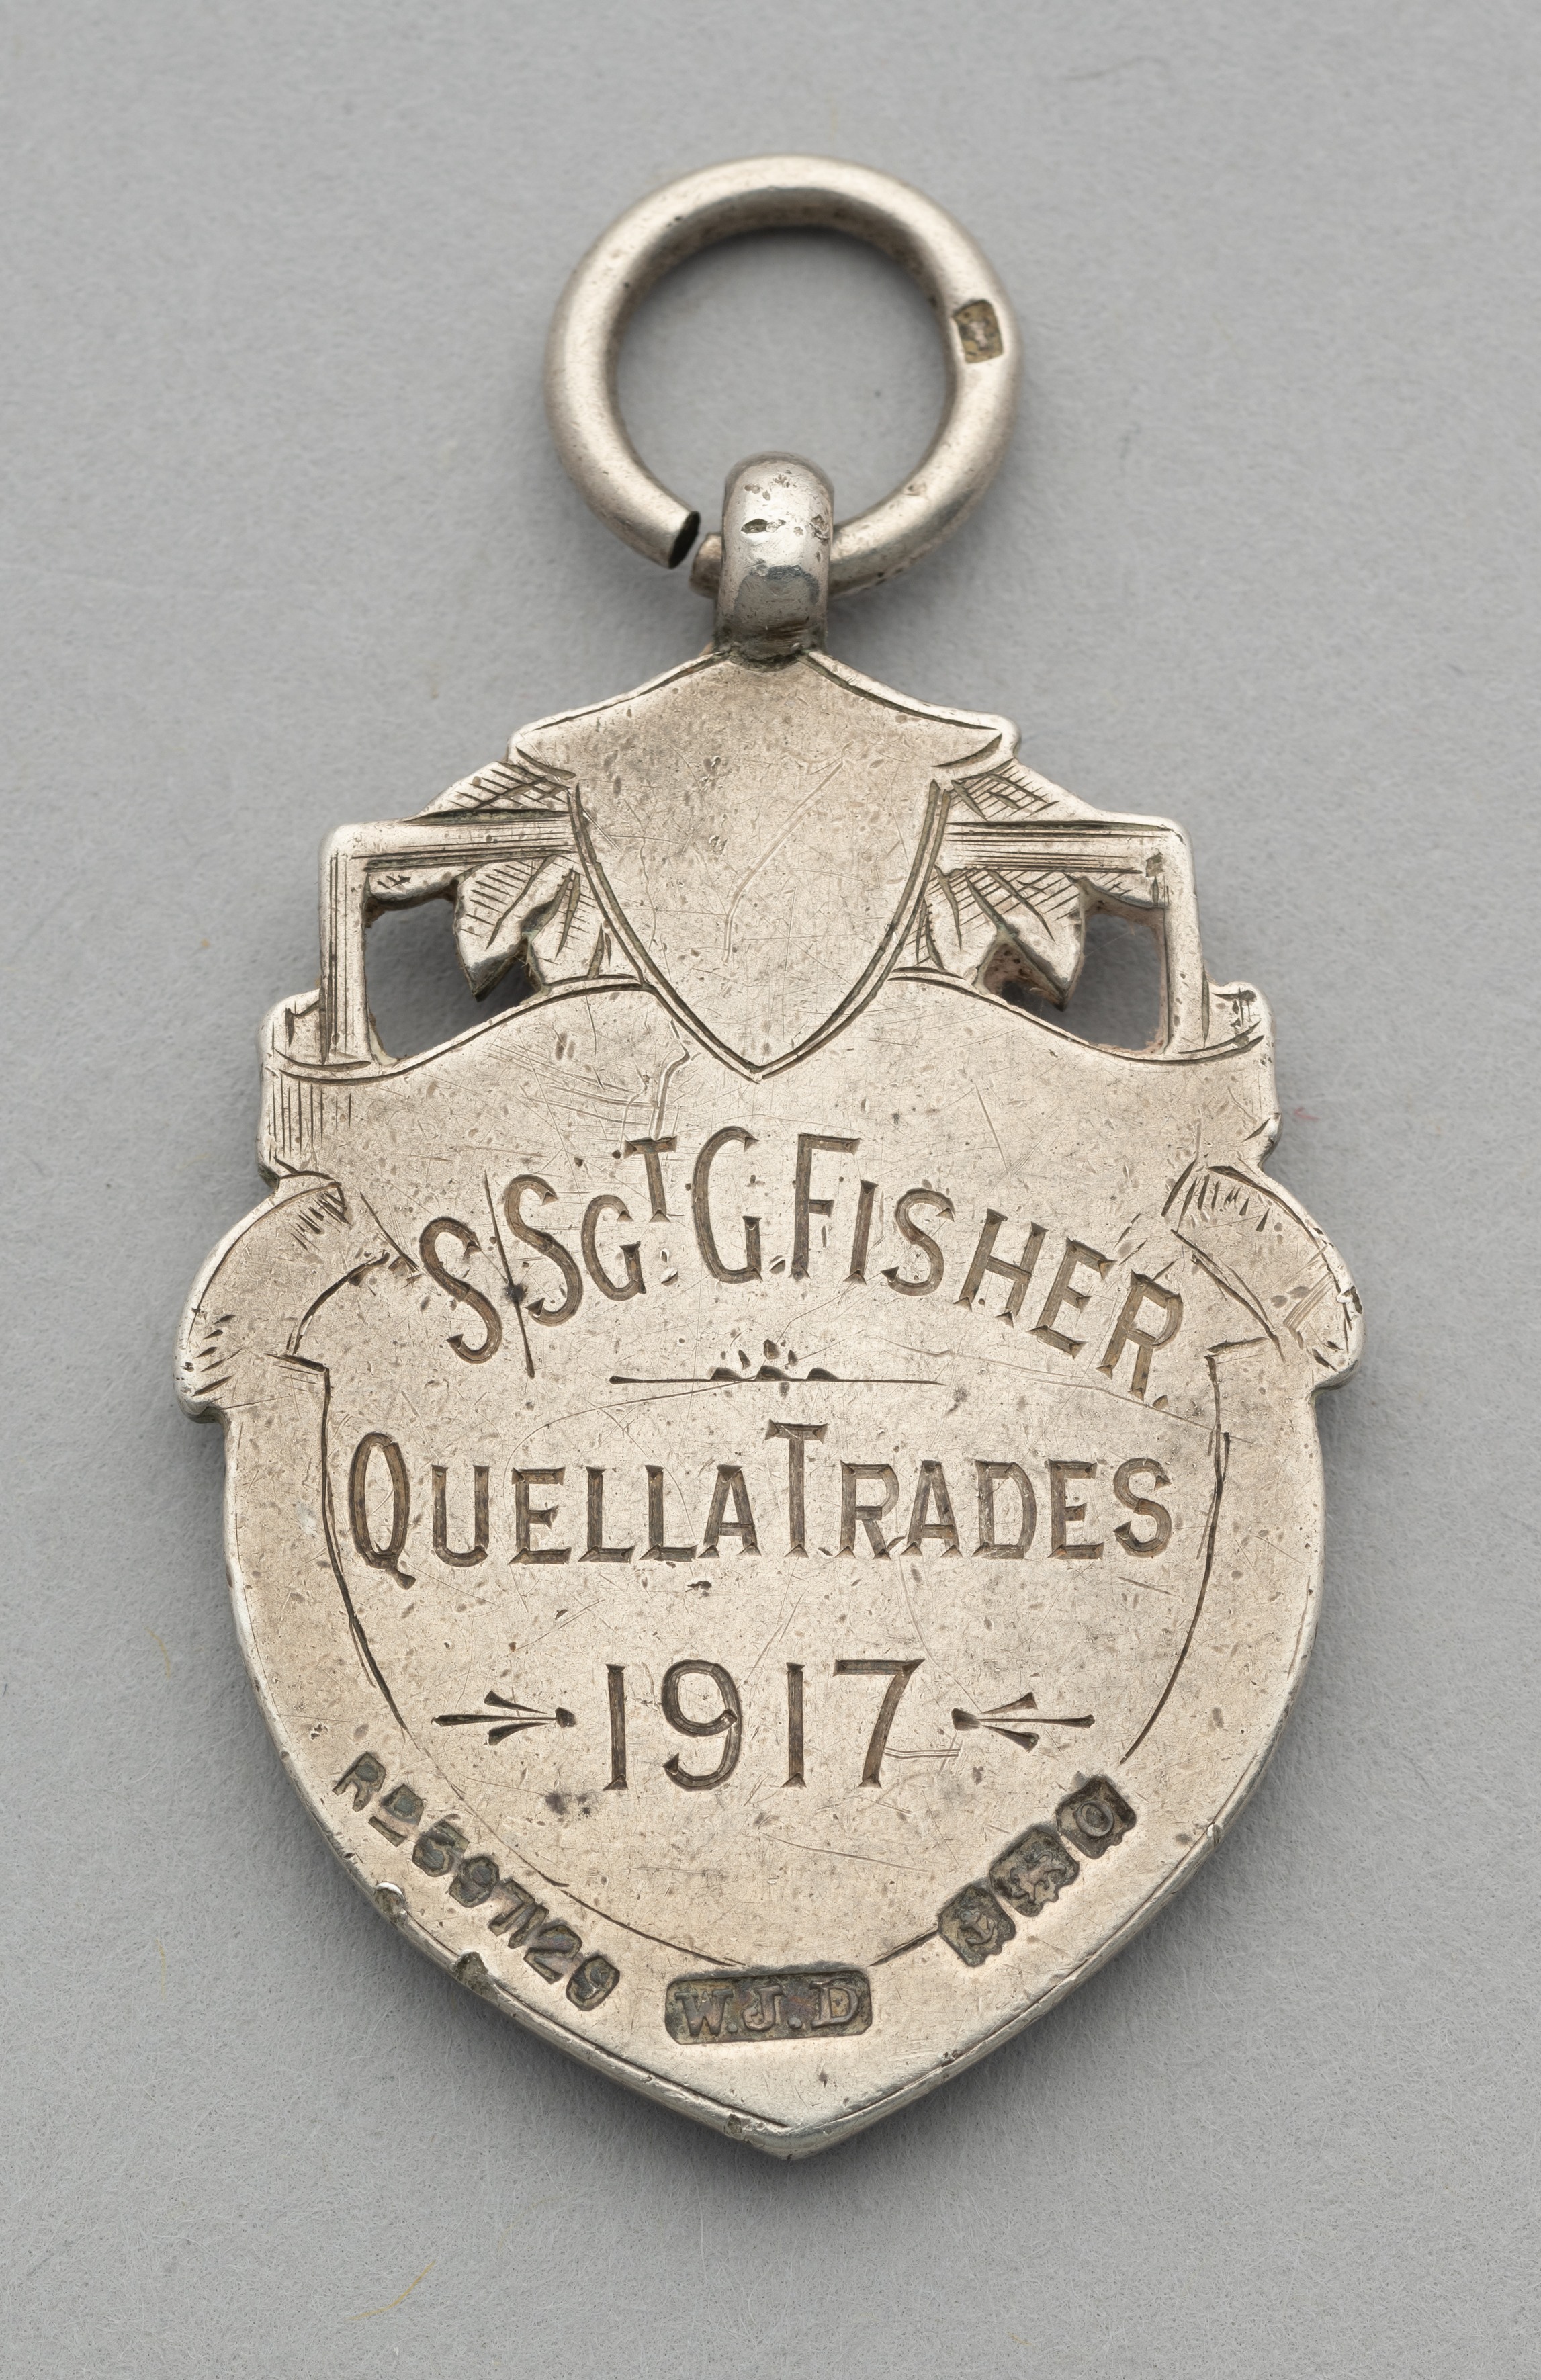 S/SGT. G. FISHER.
QUELLA TRADES
1917
RD 597129
W.J.D